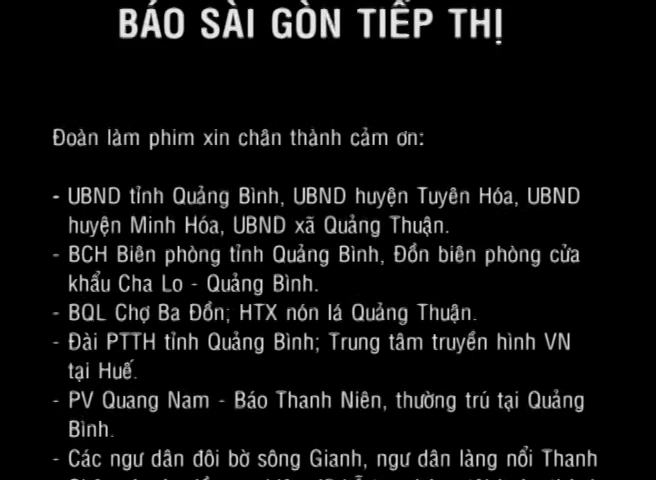 BÁO SÀI GÒN TIẾP THỊ
Đoàn làm phim xin chân thành cảm ơn:
- UBND tỉnh Quảng Bình, UBND huyện Tuyên Hóa, UBND
huyện Minh Hóa, UBND xã Quảng Thuận.
- BCH Biên phòng tỉnh Quảng Bình, Đồn biên phòng cửa
khẩu Cha Lo - Quảng Bình.
- BQL Chợ Ba Đồn; HTX nón lá Quảng Thuận.
- Đài PTTH tỉnh Quảng Bình; Trung tâm truyền hình VN
tại Huế.
- PV Quang Nam - Báo Thanh Niên, thường trú tại Quảng
Bình.
- Các ngư dân đôi bờ sông Gianh, ngư dân làng nổi Thanh